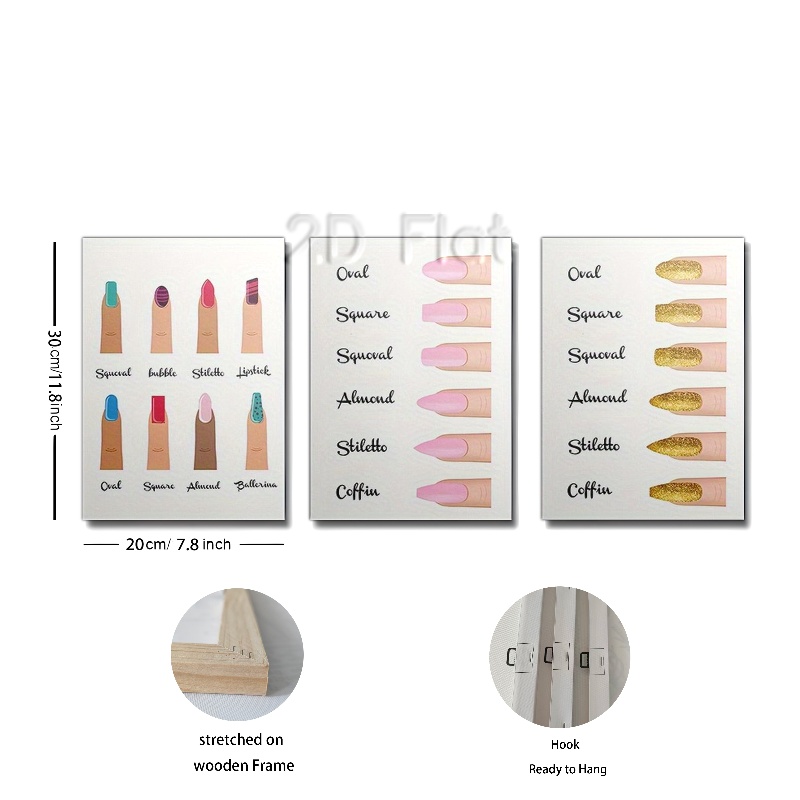 2D Flat
30cm/11.8inch
Squoval bubble Stiletto Lipstick
Oval Square Almond Ballerina
20cm/ 7.8 inch
Oval
Square
Squoval
Almond
Stiletto
Coffin
Oval
Square
Squoval
Almond
Stiletto
Coffin
stretched on
wooden Frame
Hook
Ready to Hang